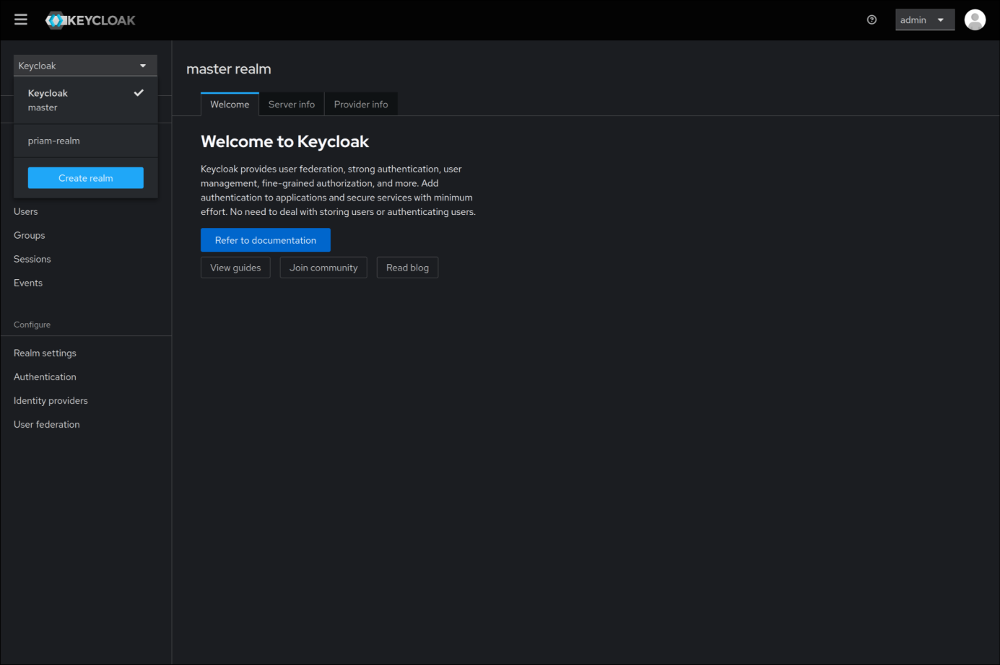 KEYCLOAK
admin
Keycloak
Keycloak
master
priam-realm
Create realm
Users
Groups
Sessions
Events
Configure
Realm settings
Authentication
Identity providers
User federation
master realm
Welcome
Server info
Provider info
Welcome to Keycloak
Keycloak provides user federation, strong authentication, user
management, fine-grained authorization, and more. Add
authentication to applications and secure services with minimum
effort. No need to deal with storing users or authenticating users.
Refer to documentation
View guides
Join community
Read blog